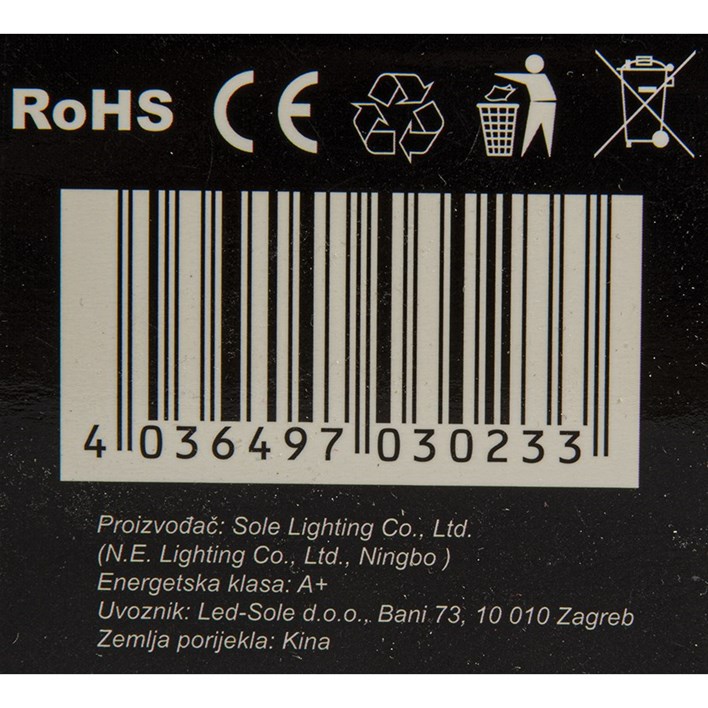 RoHS CE
4 036497 030233
Proizvođač: Sole Lighting Co., Ltd.
(N.E. Lighting Co., Ltd., Ningbo )
Energetska klasa: A+
Uvoznik: Led-Sole d.o.o., Bani 73, 10 010 Zagreb
Zemlja porijekla: Kina